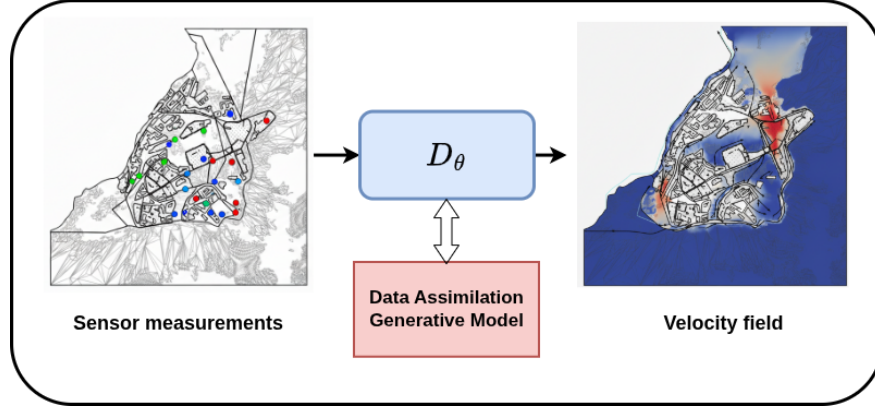 D_θ
Data Assimilation
Generative Model
Sensor measurements
Velocity field